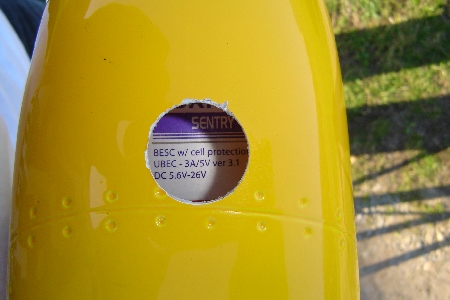 SENTRY
BESC w/ cell protection
UBEC - 3A/5V ver 3.1
DC 5.6V-26V